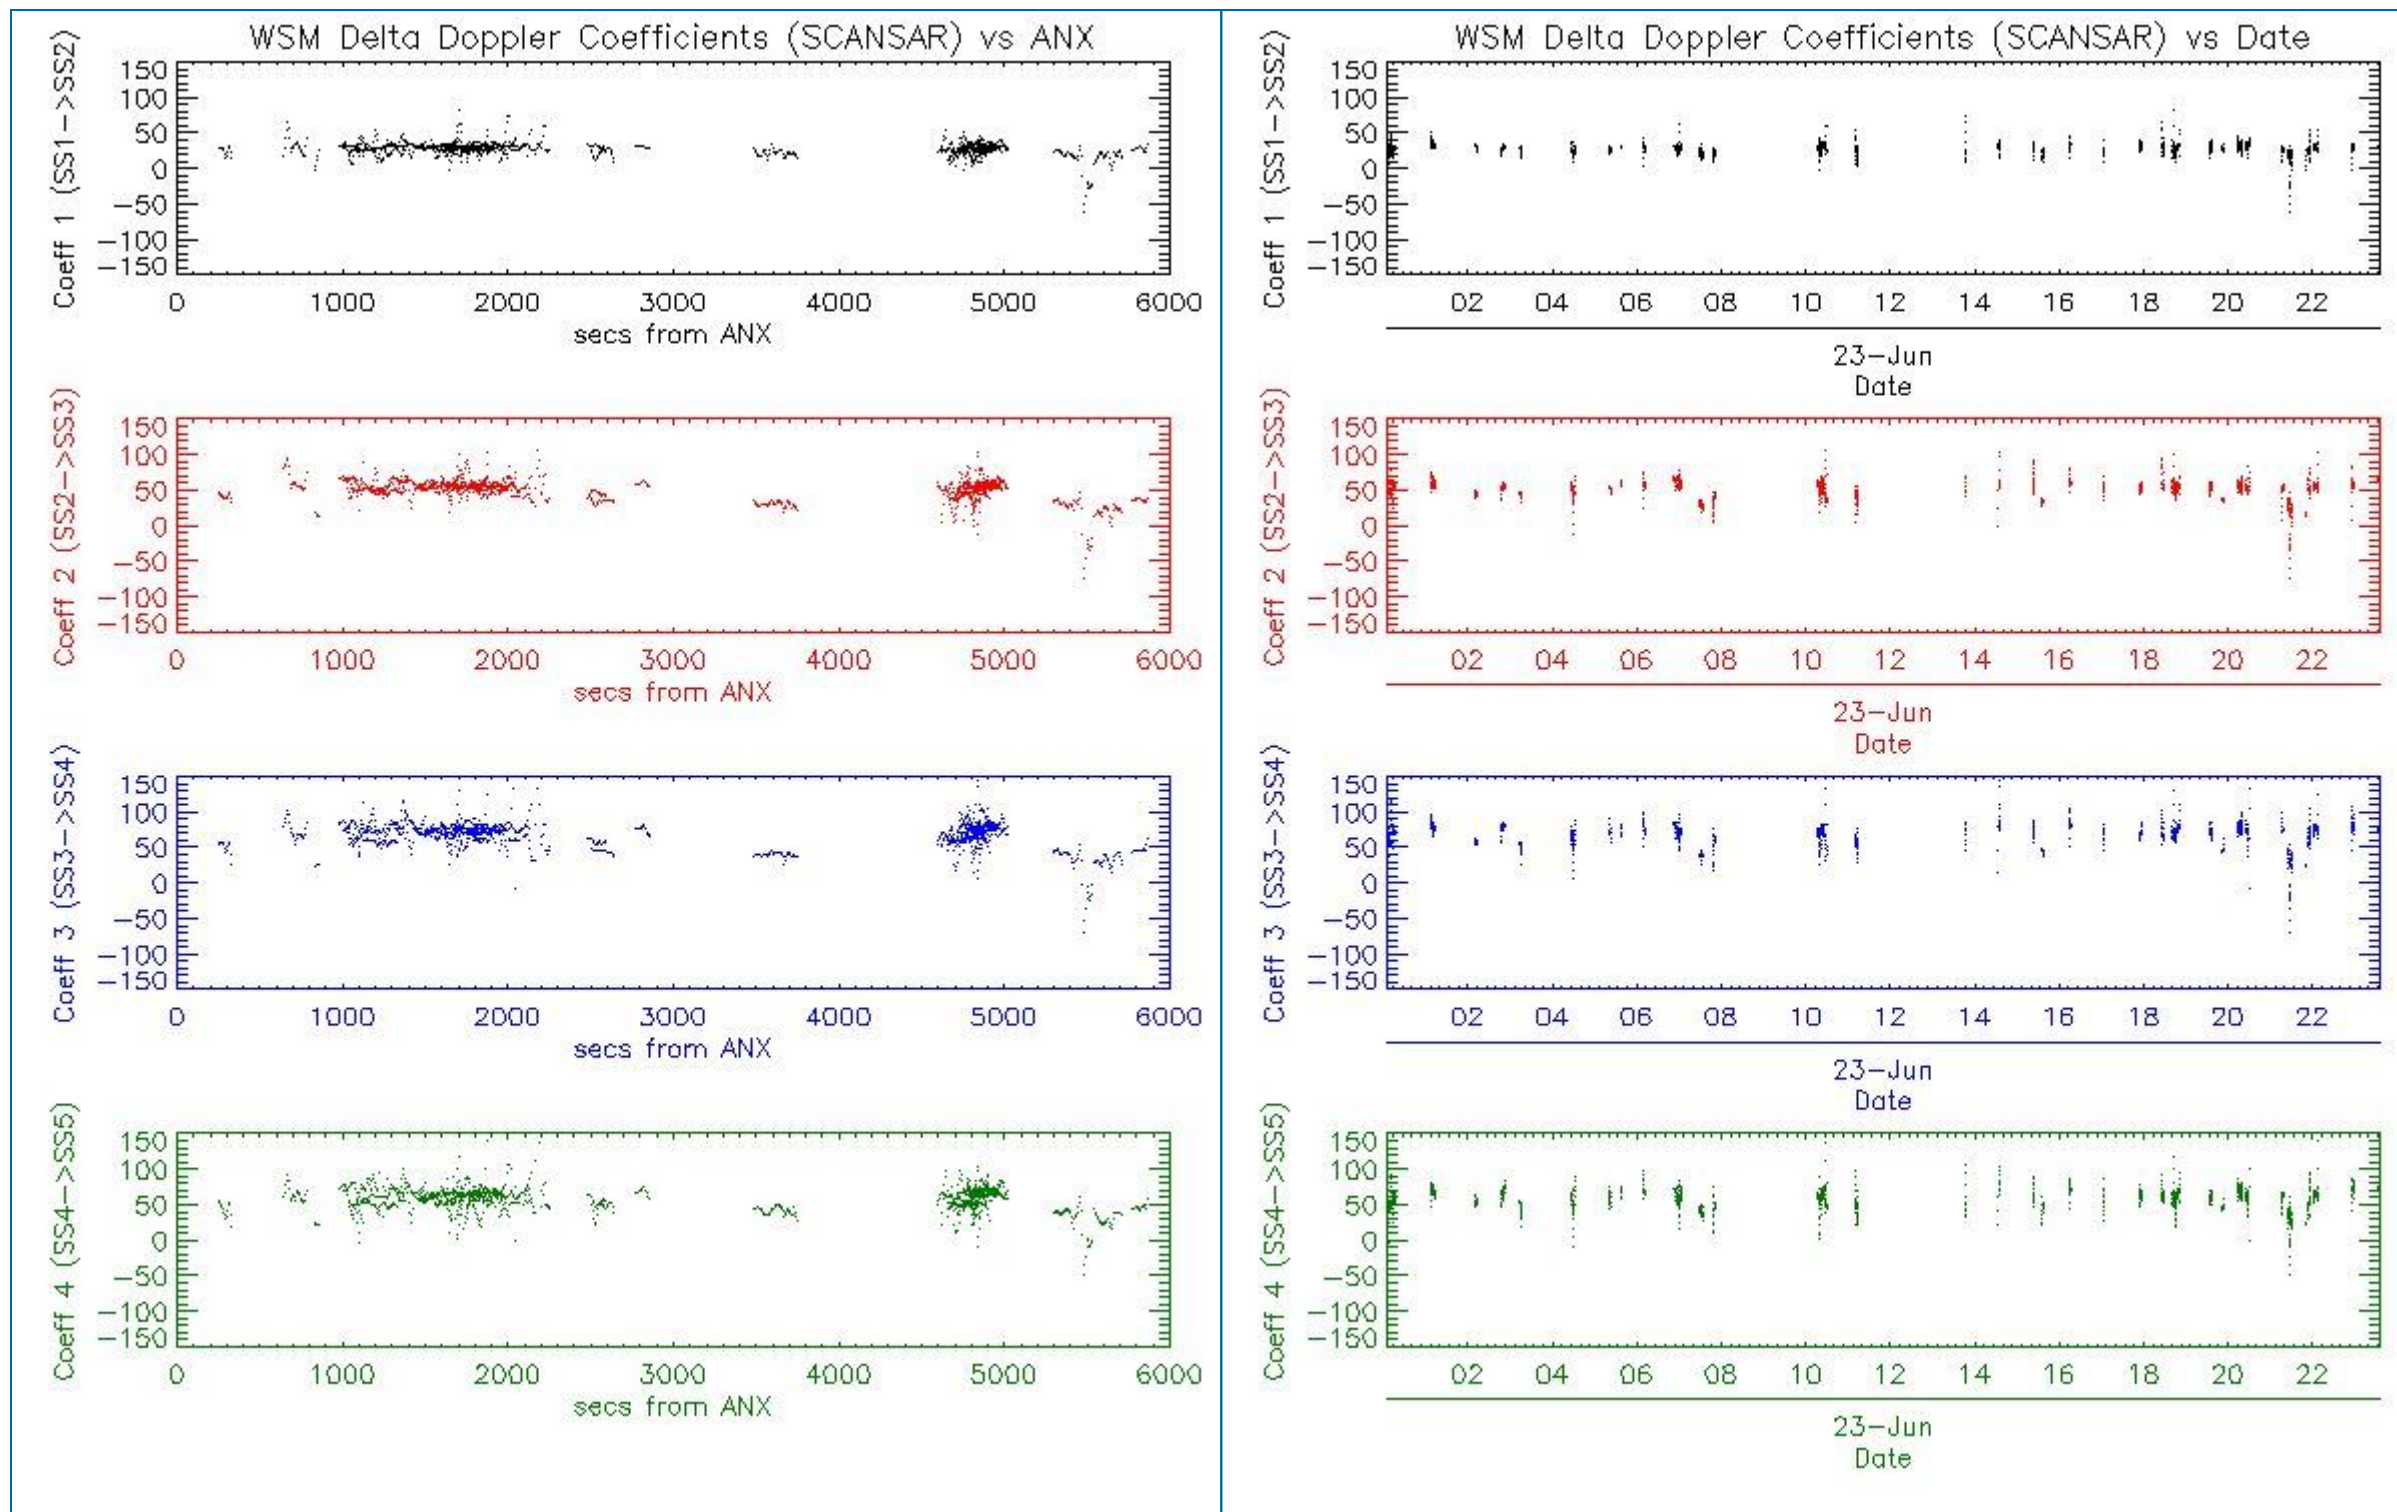 WSM Delta Doppler Coefficients (SCANSAR) vs ANX
Coeff 1 (SS1->SS2)
150
100
50
0
-50
-100
-150
0 1000 2000 3000 4000 5000 6000
secs from ANX
Coeff 2 (SS2->SS3)
150
100
50
0
-50
-100
-150
0 1000 2000 3000 4000 5000 6000
secs from ANX
Coeff 3 (SS3->SS4)
150
100
50
0
-50
-100
-150
0 1000 2000 3000 4000 5000 6000
secs from ANX
Coeff 4 (SS4->SS5)
150
100
50
0
-50
-100
-150
0 1000 2000 3000 4000 5000 6000
secs from ANX
WSM Delta Doppler Coefficients (SCANSAR) vs Date
Coeff 1 (SS1->SS2)
150
100
50
0
-50
-100
-150
02 04 06 08 10 12 14 16 18 20 22
23-Jun
Date
Coeff 2 (SS2->SS3)
150
100
50
0
-50
-100
-150
02 04 06 08 10 12 14 16 18 20 22
23-Jun
Date
Coeff 3 (SS3->SS4)
150
100
50
0
-50
-100
-150
02 04 06 08 10 12 14 16 18 20 22
23-Jun
Date
Coeff 4 (SS4->SS5)
150
100
50
0
-50
-100
-150
02 04 06 08 10 12 14 16 18 20 22
23-Jun
Date